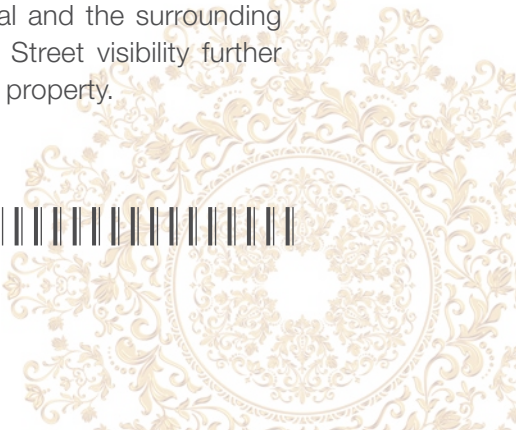 al and the surrounding
Street visibility further
property.